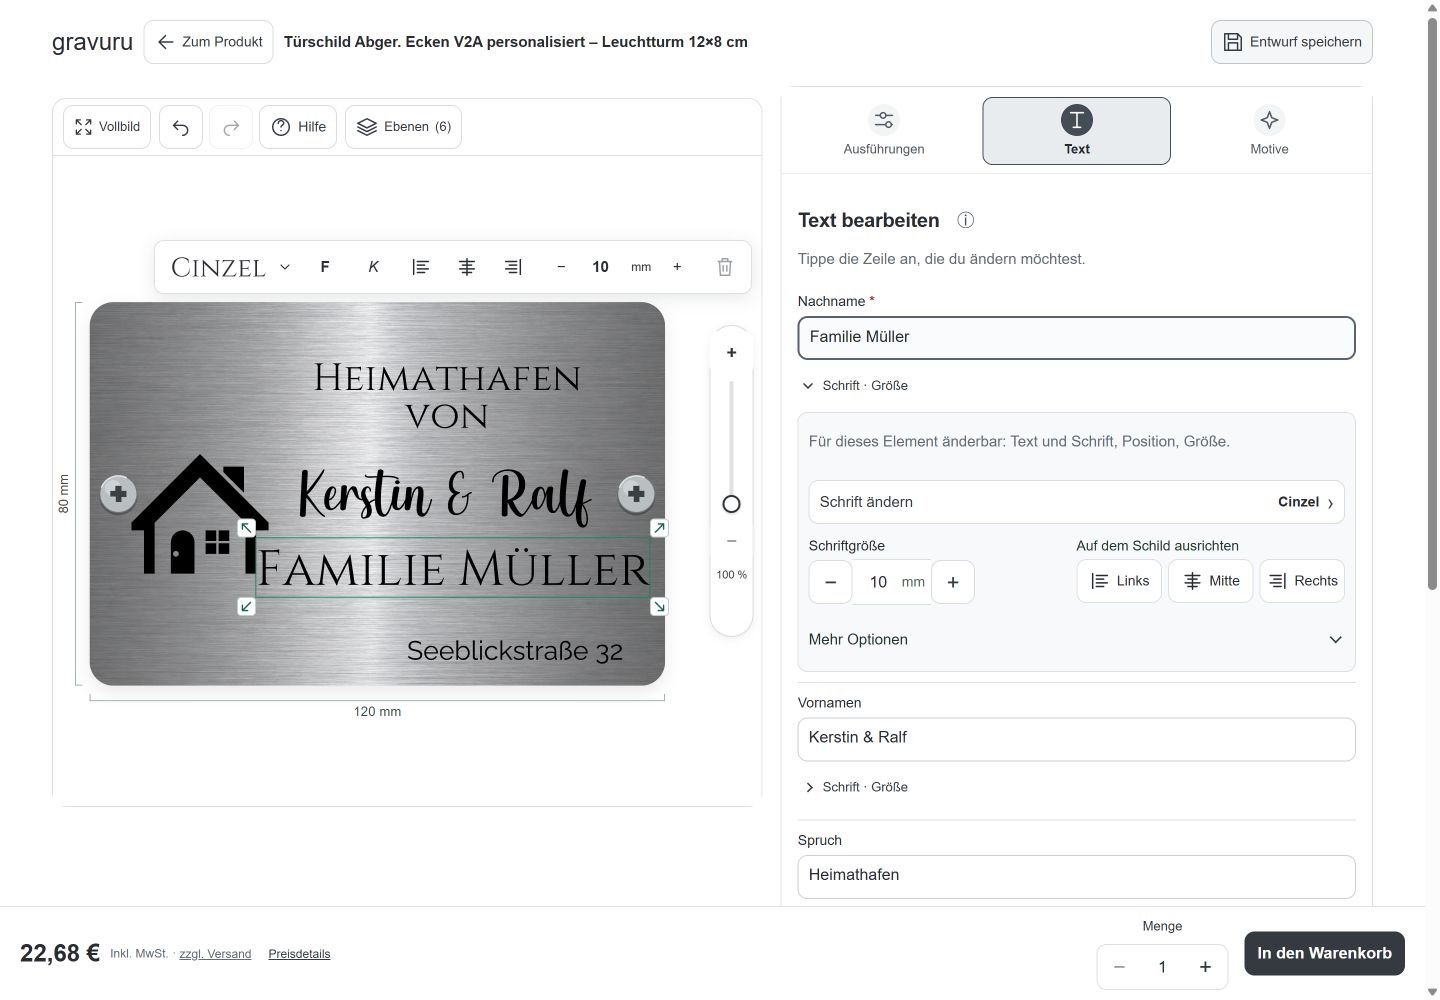 gravuru
Zum Produkt
Türschild Abger. Ecken V2A personalisiert – Leuchtturm 12×8 cm
Entwurf speichern
Vollbild
Hilfe
Ebenen (6)
Ausführungen
Text
Motive
Cinzel
F
K
− 10 mm +
Heimathafen
von
Kerstin & Ralf
Familie Müller
Seeblickstraße 32
80 mm
120 mm
+
−
100 %
Text bearbeiten
Tippe die Zeile an, die du ändern möchtest.
Nachname *
Familie Müller
Schrift · Größe
Für dieses Element änderbar: Text und Schrift, Position, Größe.
Schrift ändern
Cinzel ›
Schriftgröße
Auf dem Schild ausrichten
− 10 mm +
Links
Mitte
Rechts
Mehr Optionen
Vornamen
Kerstin & Ralf
Schrift · Größe
Spruch
Heimathafen
22,68 € Inkl. MwSt. · zzgl. Versand Preisdetails
Menge
− 1 +
In den Warenkorb